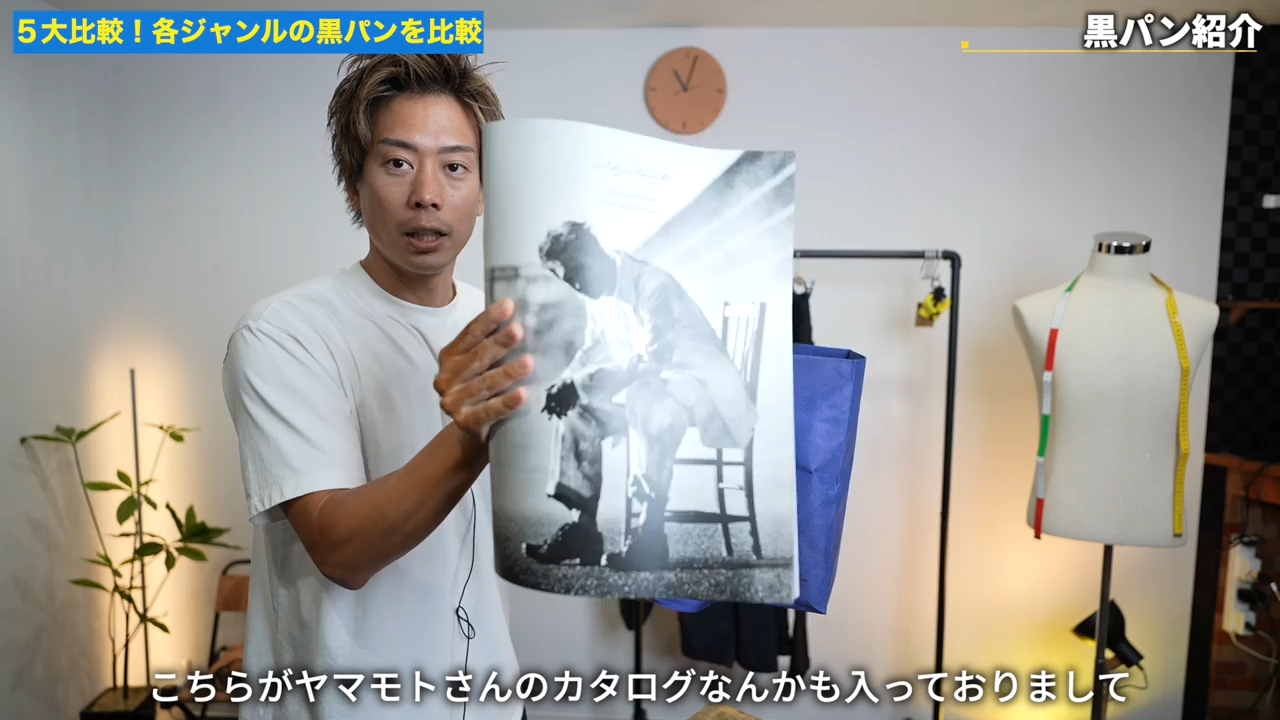 ５大比較！各ジャンルの黒パンを比較
黒パン紹介
こちらがヤマモトさんのカタログなんかも入っておりまして